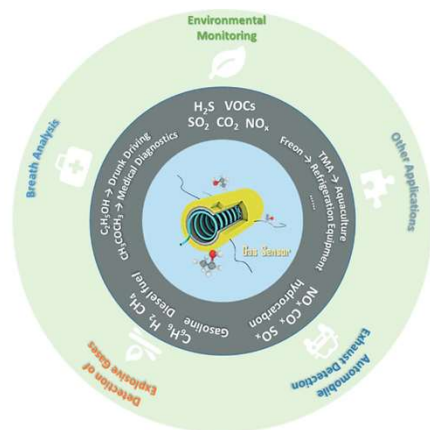 Environmental
Monitoring
H₂S VOCs
SO₂ CO₂ NOₓ
Other Applications
TMA → Aquaculture
Freon → Refrigeration Equipment
......
Automobile
Exhaust Detection
NOₓ COₓ SOₓ
hydrocarbon
Detection of
Explosive Gases
C₆H₆ H₂ CH₄
Gasoline Diesel fuel
Breath Analysis
C₂H₅OH → Drunk Driving
CH₃COCH₃ → Medical Diagnostics
Gas Sensor